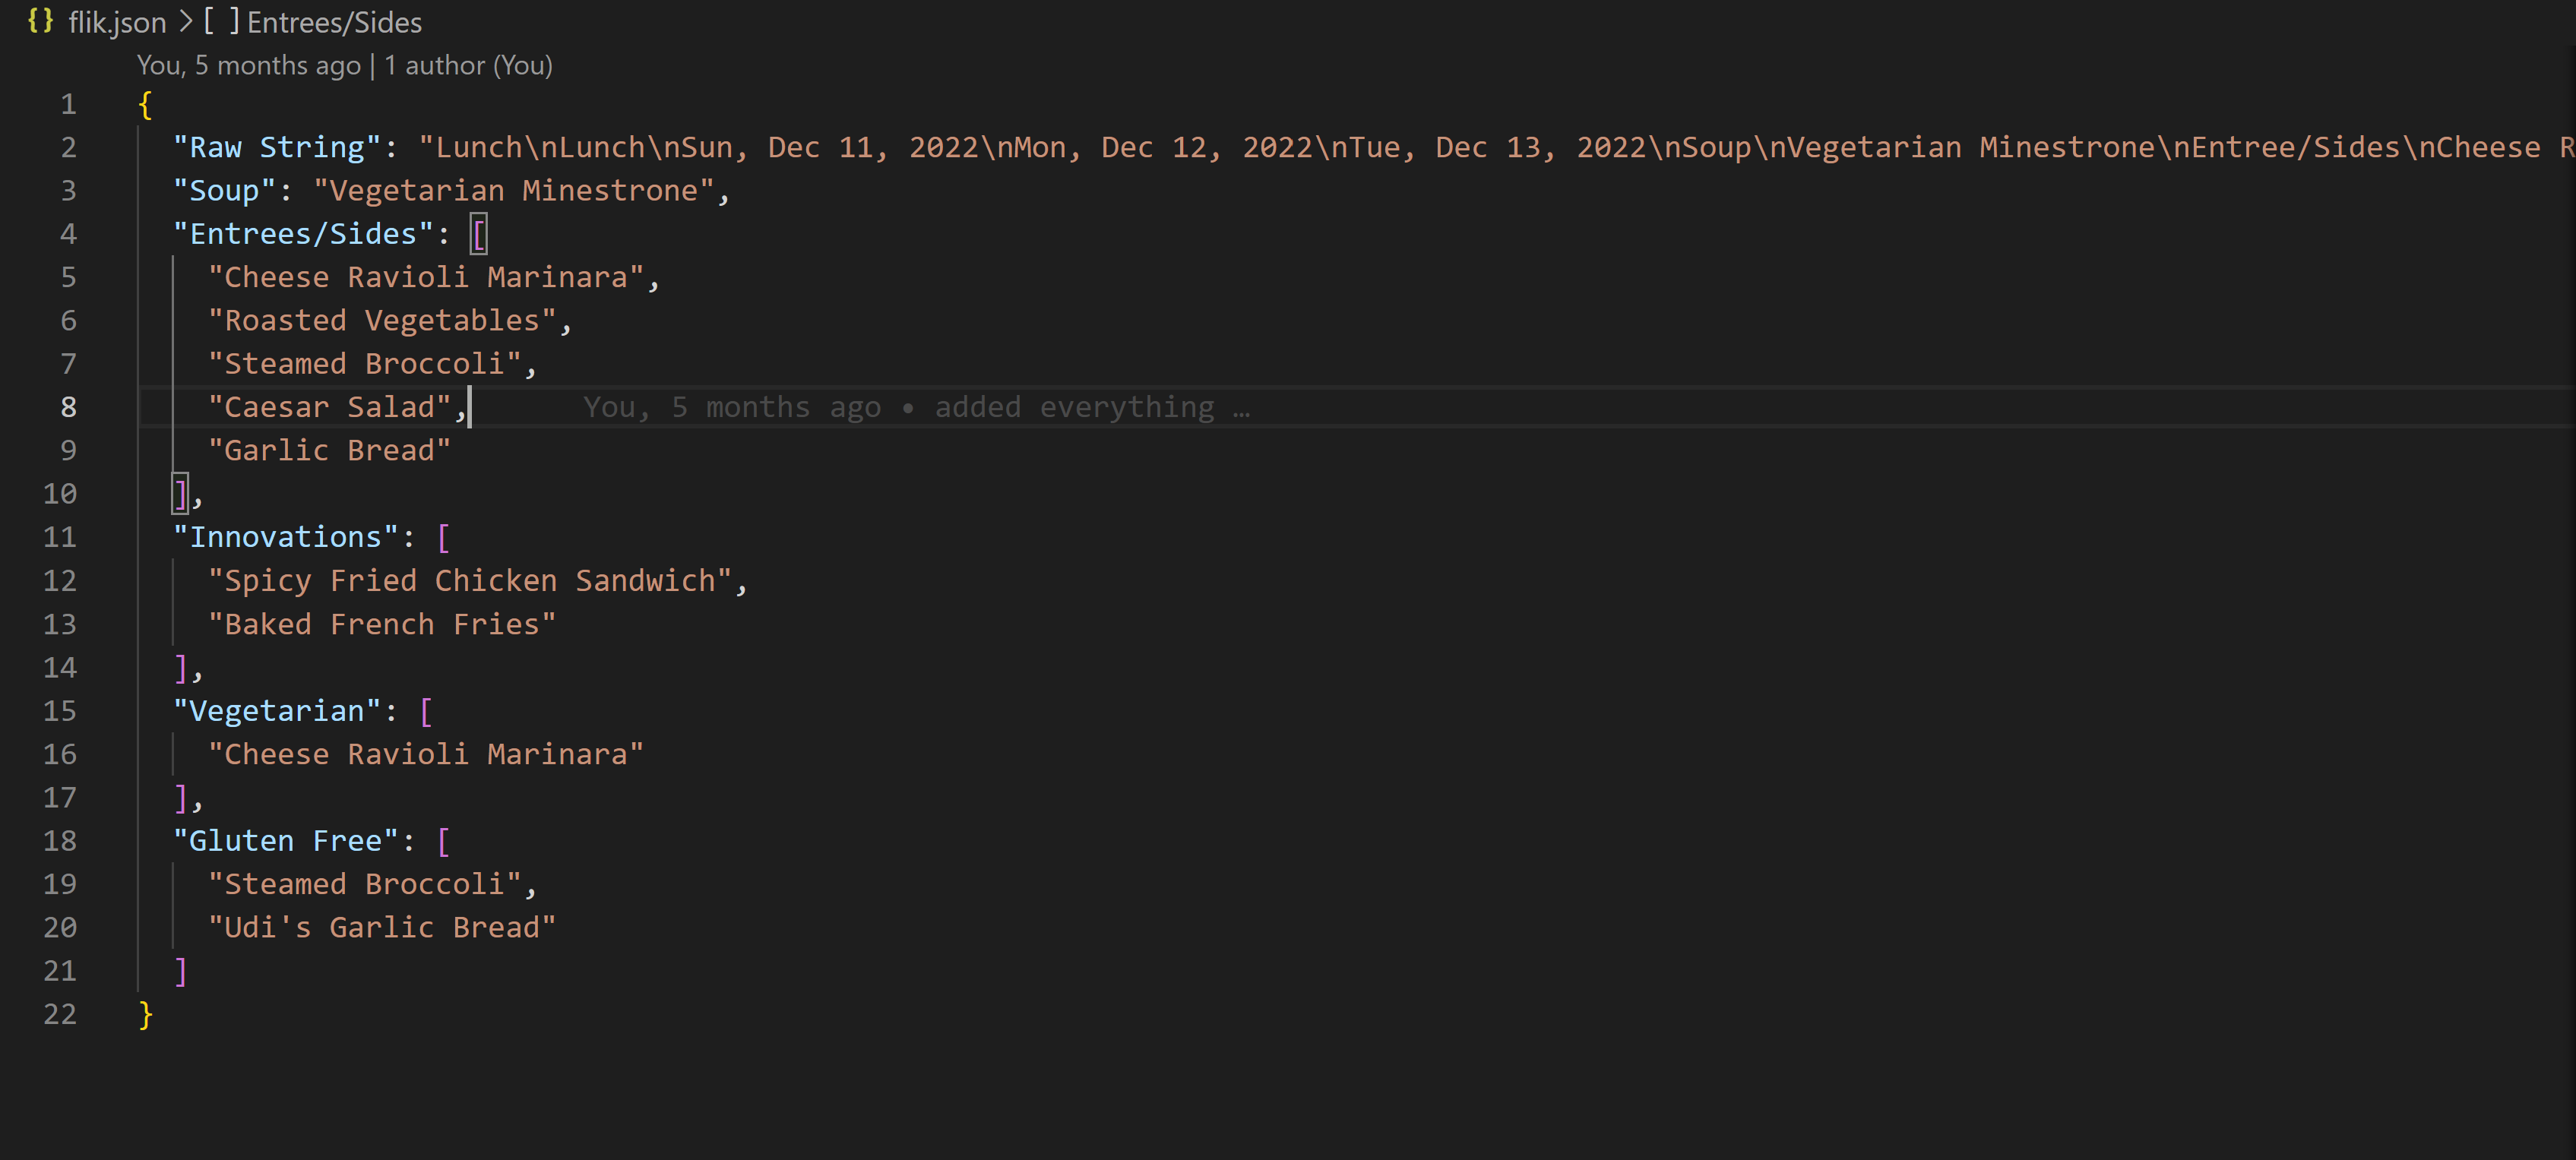 {} flik.json > [ ] Entrees/Sides
You, 5 months ago | 1 author (You)
1 {
2 "Raw String": "Lunch\nLunch\nSun, Dec 11, 2022\nMon, Dec 12, 2022\nTue, Dec 13, 2022\nSoup\nVegetarian Minestrone\nEntree/Sides\nCheese R
3 "Soup": "Vegetarian Minestrone",
4 "Entrees/Sides": [
5 "Cheese Ravioli Marinara",
6 "Roasted Vegetables",
7 "Steamed Broccoli",
8 "Caesar Salad", You, 5 months ago • added everything …
9 "Garlic Bread"
10 ],
11 "Innovations": [
12 "Spicy Fried Chicken Sandwich",
13 "Baked French Fries"
14 ],
15 "Vegetarian": [
16 "Cheese Ravioli Marinara"
17 ],
18 "Gluten Free": [
19 "Steamed Broccoli",
20 "Udi's Garlic Bread"
21 ]
22 }